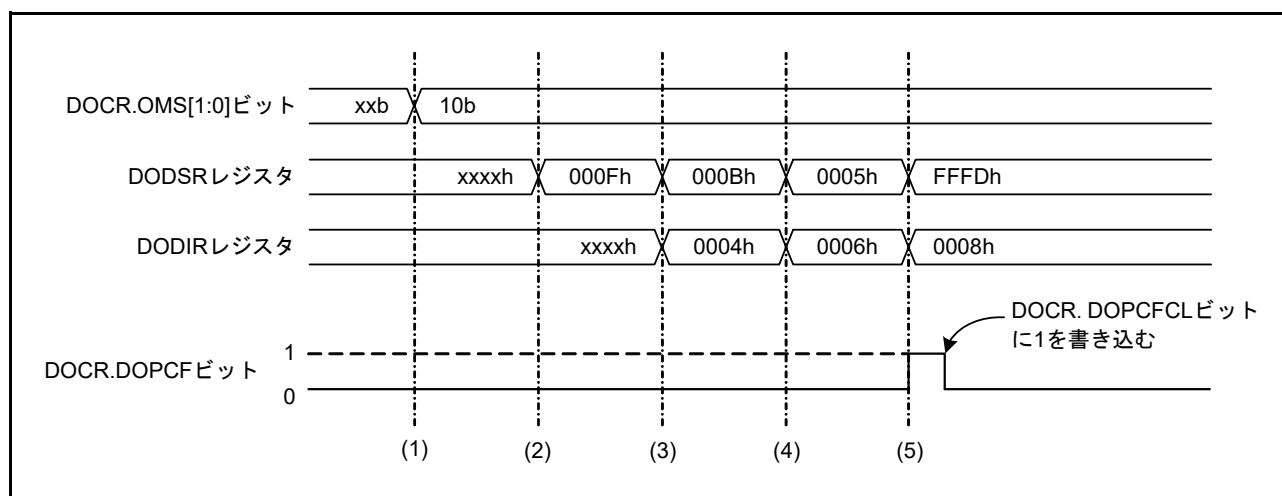 DOCR.OMS[1:0]ビット xxb 10b
DODSRレジスタ xxxxh 000Fh 000Bh 0005h FFFDh
DODIRレジスタ xxxxh 0004h 0006h 0008h
DOCR. DOPCFCLビット
に1を書き込む
DOCR.DOPCFビット
1
0
(1) (2) (3) (4) (5)